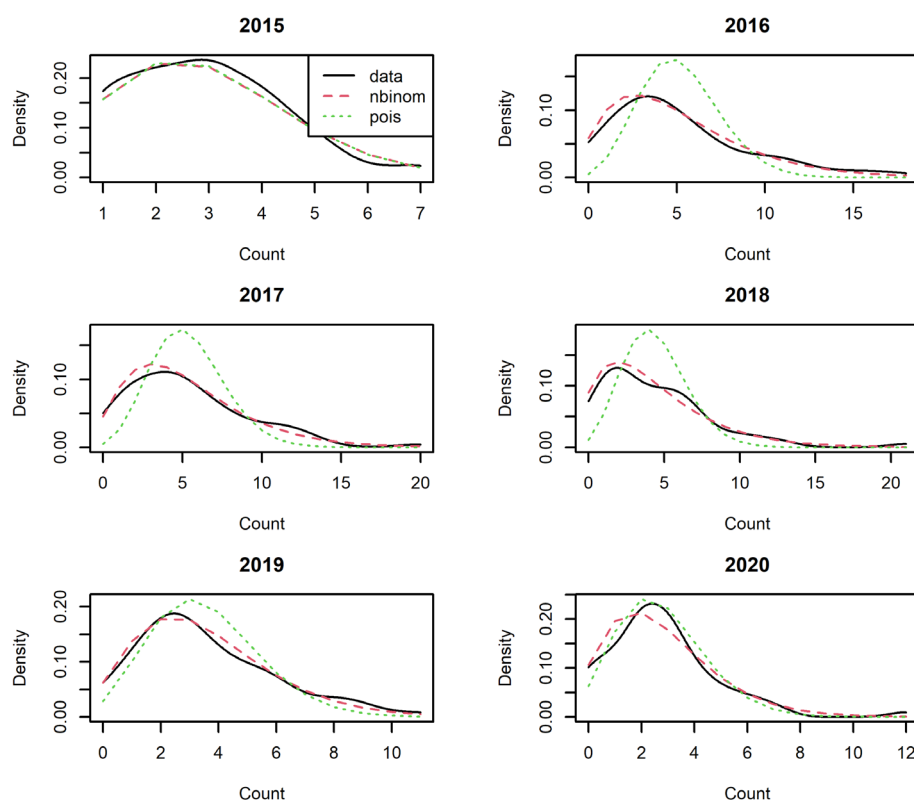 2015
Density
0.00 0.10 0.20
data
nbinom
pois
1 2 3 4 5 6 7
Count
2016
Density
0.00 0.10
0 5 10 15
Count
2017
Density
0.00 0.10
0 5 10 15 20
Count
2018
Density
0.00 0.10
0 5 10 15 20
Count
2019
Density
0.00 0.10 0.20
0 2 4 6 8 10
Count
2020
Density
0.00 0.10 0.20
0 2 4 6 8 10 12
Count